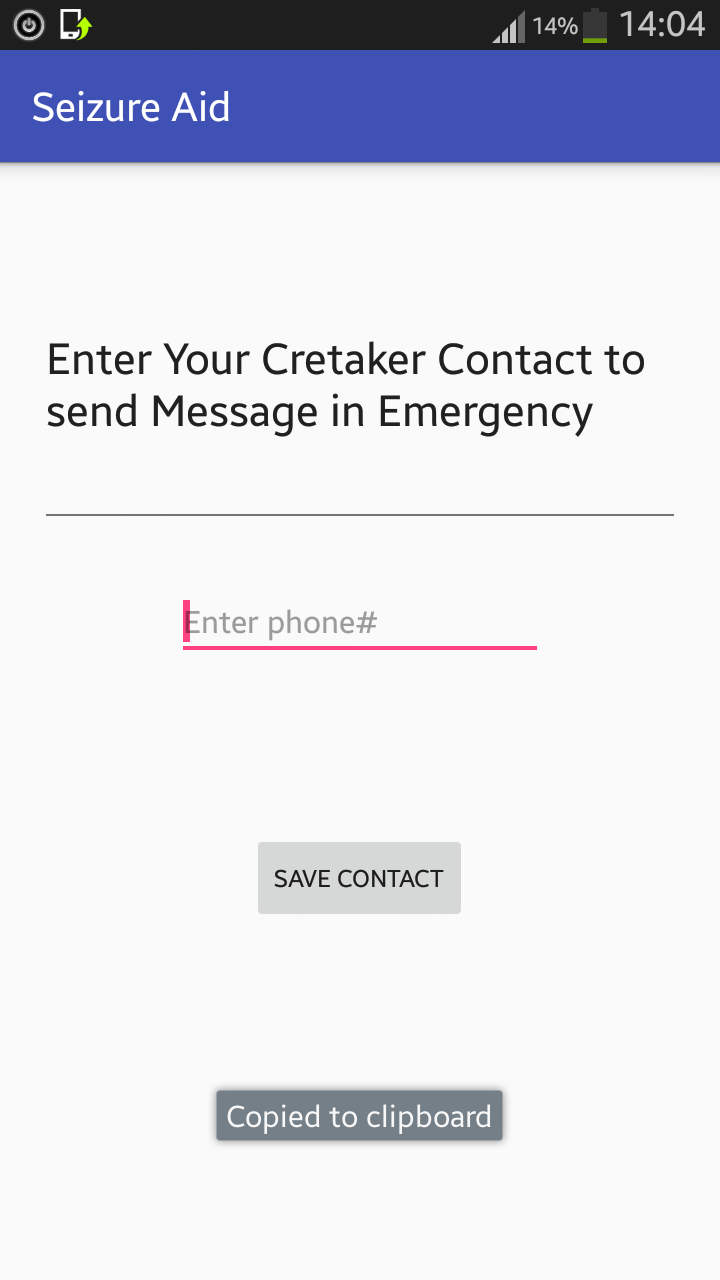 14% 14:04
Seizure Aid
Enter Your Cretaker Contact to
send Message in Emergency
Enter phone#
SAVE CONTACT
Copied to clipboard